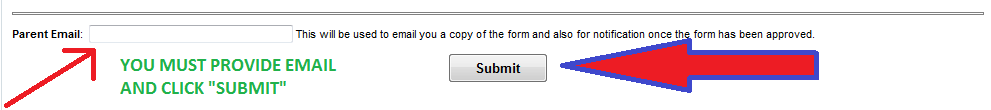 Parent Email: This will be used to email you a copy of the form and also for notification once the form has been approved.
YOU MUST PROVIDE EMAIL
AND CLICK "SUBMIT"
Submit